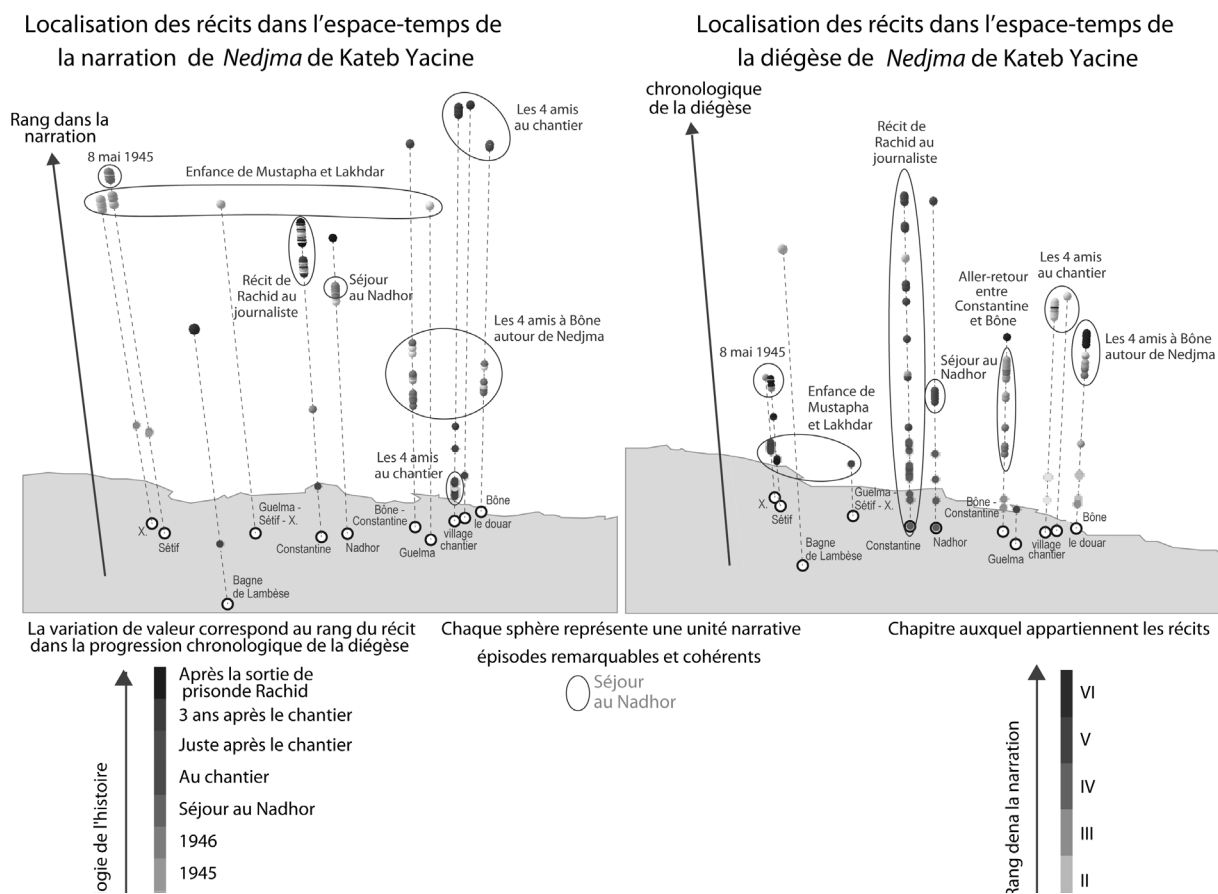 Localisation des récits dans l'espace-temps de
la narration de Nedjma de Kateb Yacine
Rang dans la
narration
8 mai 1945
Enfance de Mustapha et Lakhdar
Les 4 amis
au chantier
Récit de
Rachid au
journaliste
Séjour
au Nadhor
Les 4 amis à Bône
autour de Nedjma
Les 4 amis
au chantier
X.
Sétif
Guelma -
Sétif - X.
Constantine
Nadhor
Bône -
Constantine
Guelma
village
chantier
le douar
Bône
Bagne
de Lambèse
Localisation des récits dans l'espace-temps de
la diégèse de Nedjma de Kateb Yacine
chronologique
de la diégèse
Récit de
Rachid au
journaliste
8 mai 1945
Enfance de
Mustapha
et Lakhdar
Séjour au
Nadhor
Aller-retour
entre
Constantine
et Bône
Les 4 amis
au chantier
Les 4 amis à Bône
autour de Nedjma
X.
Sétif
Guelma -
Sétif - X.
Bagne
de Lambèse
Constantine
Nadhor
Bône -
Constantine
Guelma
village
chantier
le douar
Bône
La variation de valeur correspond au rang du récit
dans la progression chronologique de la diégèse
Après la sortie de
prisonde Rachid
3 ans après le chantier
Juste après le chantier
Au chantier
Séjour au Nadhor
1946
1945
ogie de l'histoire
Chaque sphère représente une unité narrative
épisodes remarquables et cohérents
Séjour
au Nadhor
Chapitre auxquel appartiennent les récits
VI
V
IV
III
II
Rang dena la narration